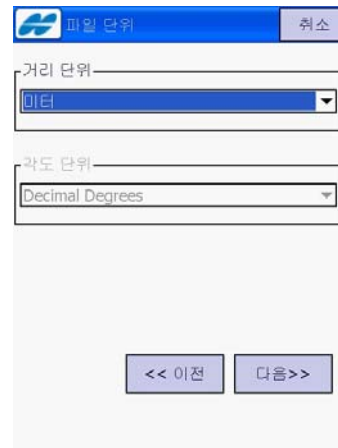 파일 단위 취소
거리 단위
미터
각도 단위
Decimal Degrees
<< 이전 다음>>